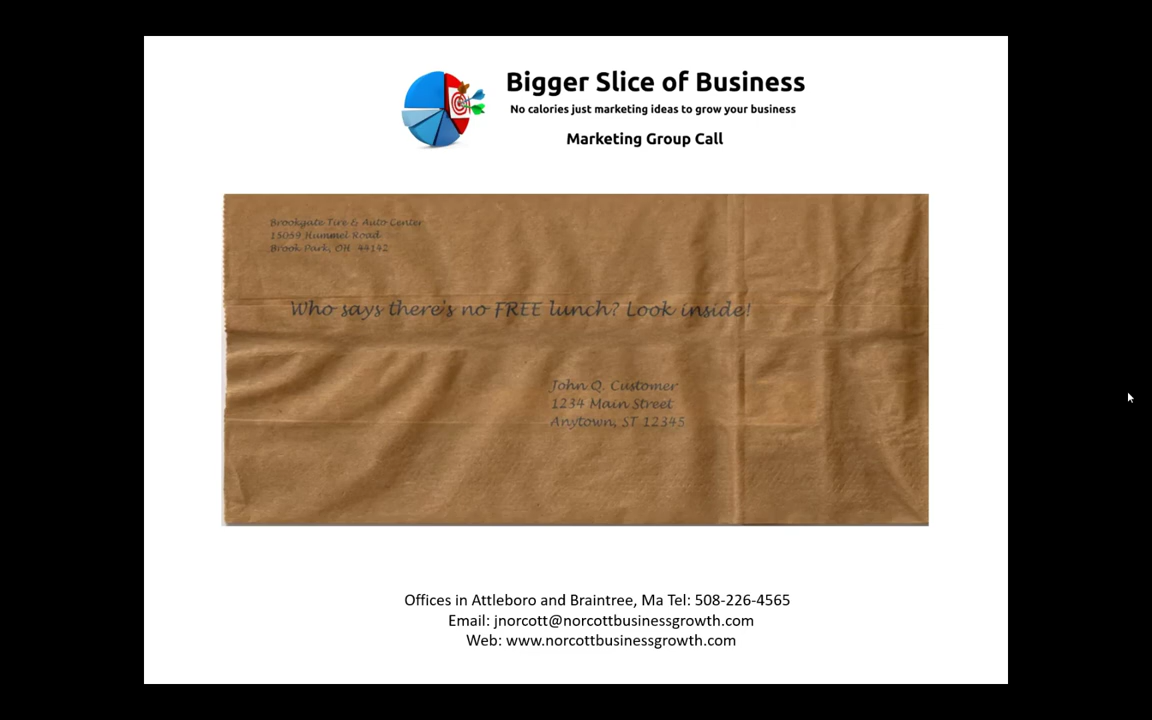 Bigger Slice of Business
No calories just marketing ideas to grow your business
Marketing Group Call
Brookgate Tire & Auto Center
15059 Hummel Road
Brook Park, OH 44142
Who says there's no FREE lunch? Look inside!
John Q. Customer
1234 Main Street
Anytown, ST 12345
Offices in Attleboro and Braintree, Ma Tel: 508-226-4565
Email: jnorcott@norcottbusinessgrowth.com
Web: www.norcottbusinessgrowth.com